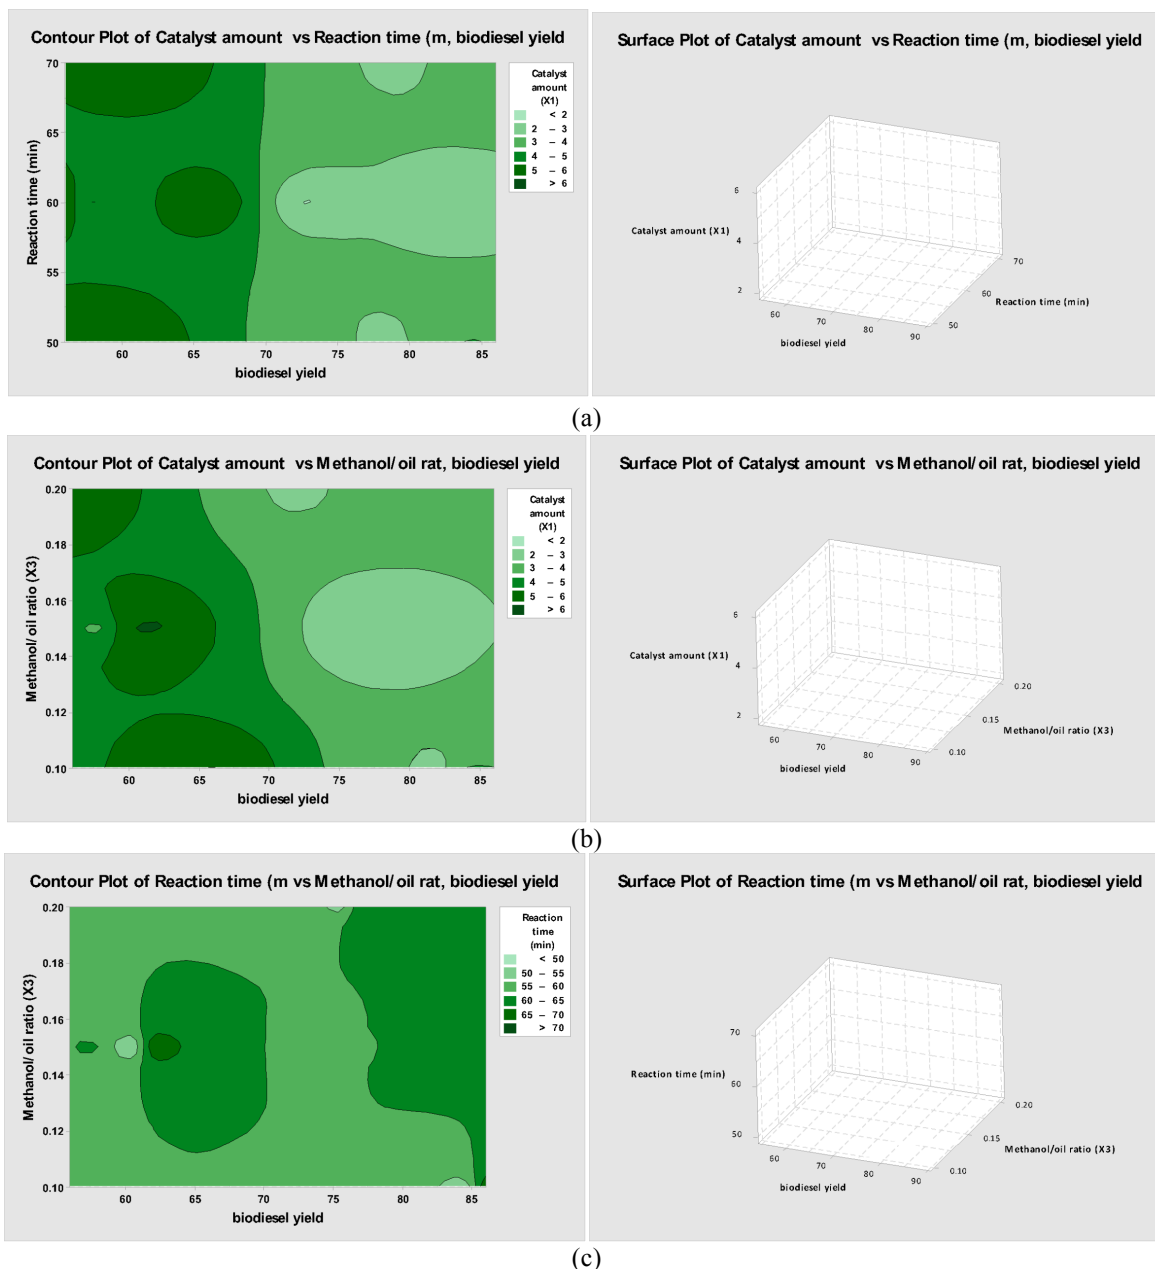 Contour Plot of Catalyst amount vs Reaction time (m, biodiesel yield
70
65
60
55
50
Reaction time (min)
60
65
70
75
80
85
biodiesel yield
Catalyst
amount
(X1)
< 2
2 – 3
3 – 4
4 – 5
5 – 6
> 6
Surface Plot of Catalyst amount vs Reaction time (m, biodiesel yield
6
4
2
Catalyst amount (X1)
60
70
80
90
biodiesel yield
50
60
70
Reaction time (min)
(a)
Contour Plot of Catalyst amount vs Methanol/oil rat, biodiesel yield
0.20
0.18
0.16
0.14
0.12
0.10
Methanol/oil ratio (X3)
60
65
70
75
80
85
biodiesel yield
Catalyst
amount
(X1)
< 2
2 – 3
3 – 4
4 – 5
5 – 6
> 6
Surface Plot of Catalyst amount vs Methanol/oil rat, biodiesel yield
6
4
2
Catalyst amount (X1)
60
70
80
90
biodiesel yield
0.10
0.15
0.20
Methanol/oil ratio (X3)
(b)
Contour Plot of Reaction time (m vs Methanol/oil rat, biodiesel yield
0.20
0.18
0.16
0.14
0.12
0.10
Methanol/oil ratio (X3)
60
65
70
75
80
85
biodiesel yield
Reaction
time
(min)
< 50
50 – 55
55 – 60
60 – 65
65 – 70
> 70
Surface Plot of Reaction time (m vs Methanol/oil rat, biodiesel yield
70
60
50
Reaction time (min)
60
70
80
90
biodiesel yield
0.10
0.15
0.20
Methanol/oil ratio (X3)
(c)